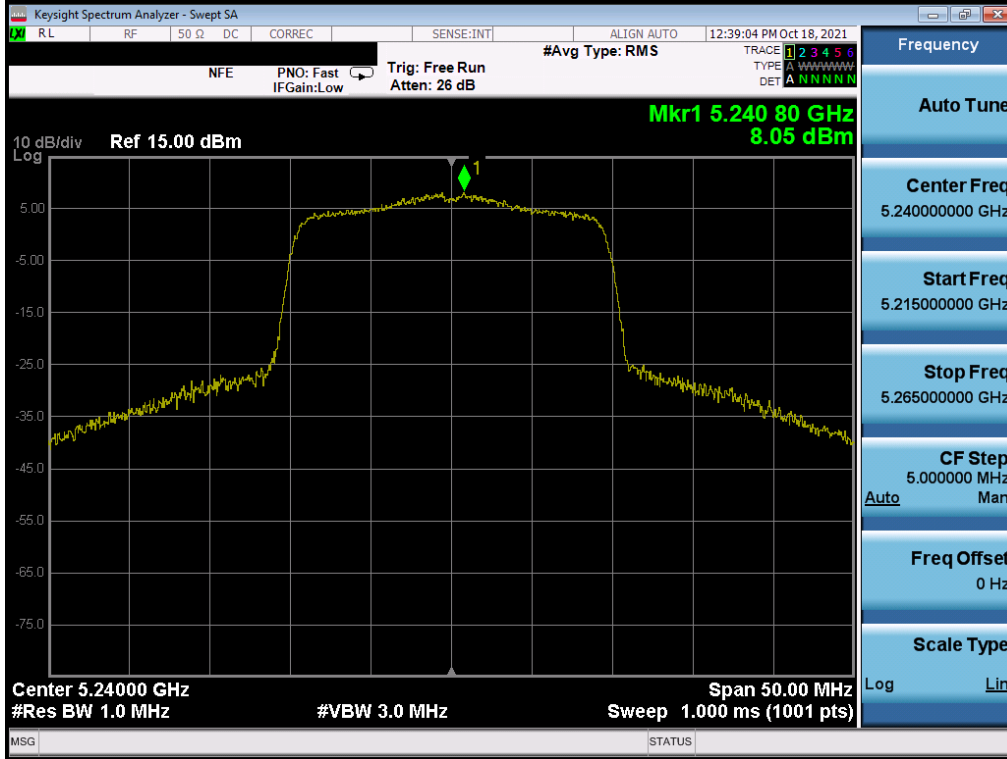 Keysight Spectrum Analyzer - Swept SA
LXI RL RF 50 Ω DC CORREC SENSE:INT ALIGN AUTO 12:39:04 PM Oct 18, 2021
#Avg Type: RMS TRACE 1 2 3 4 5 6
NFE PNO: Fast Trig: Free Run TYPE A WWWWW
IFGain:Low Atten: 26 dB DET A N N N N N
Mkr1 5.240 80 GHz
8.05 dBm
10 dB/div Ref 15.00 dBm
Log
1
5.00
-5.00
-15.0
-25.0
-35.0
-45.0
-55.0
-65.0
-75.0
Center 5.24000 GHz Span 50.00 MHz
#Res BW 1.0 MHz #VBW 3.0 MHz Sweep 1.000 ms (1001 pts)
MSG STATUS
Frequency
Auto Tune
Center Freq
5.240000000 GHz
Start Freq
5.215000000 GHz
Stop Freq
5.265000000 GHz
CF Step
5.000000 MHz
Auto Man
Freq Offset
0 Hz
Scale Type
Log Lin